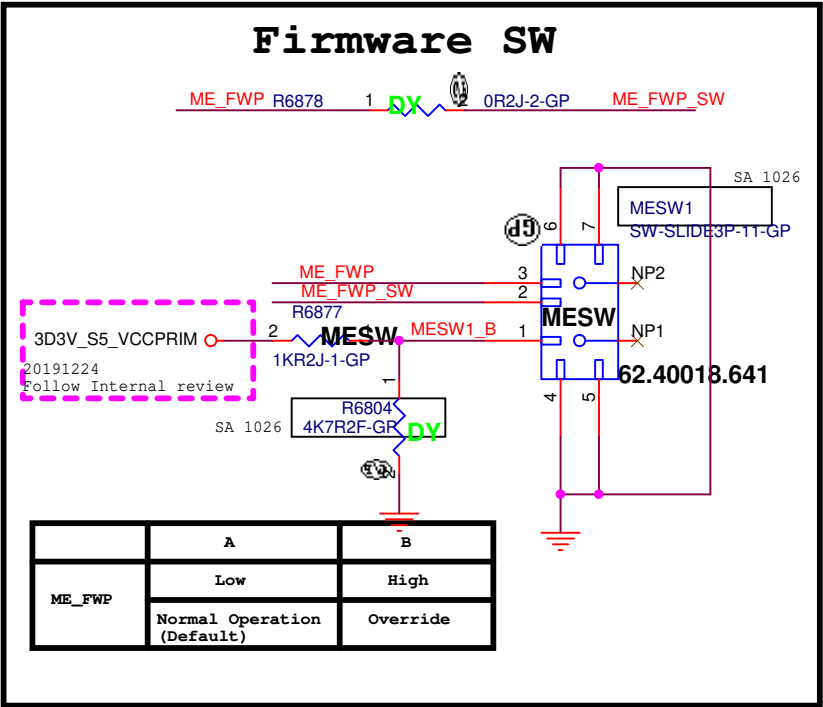 Firmware SW
ME_FWP R6878 1 DY 2 0R2J-2-GP ME_FWP_SW
SA 1026
MESW1
SW-SLIDE3P-11-GP
GP
6 7
ME_FWP 3 NP2
ME_FWP_SW 2
R6877 MESW
3D3V_S5_VCCPRIM 2 MESW 1 MESW1_B 1 NP1
1KR2J-1-GP
20191224
Follow Internal review
62.40018.641
1 4 5
R6804
4K7R2F-GP DY
SA 1026
2
A B
ME_FWP Low High
Normal Operation Override
(Default)